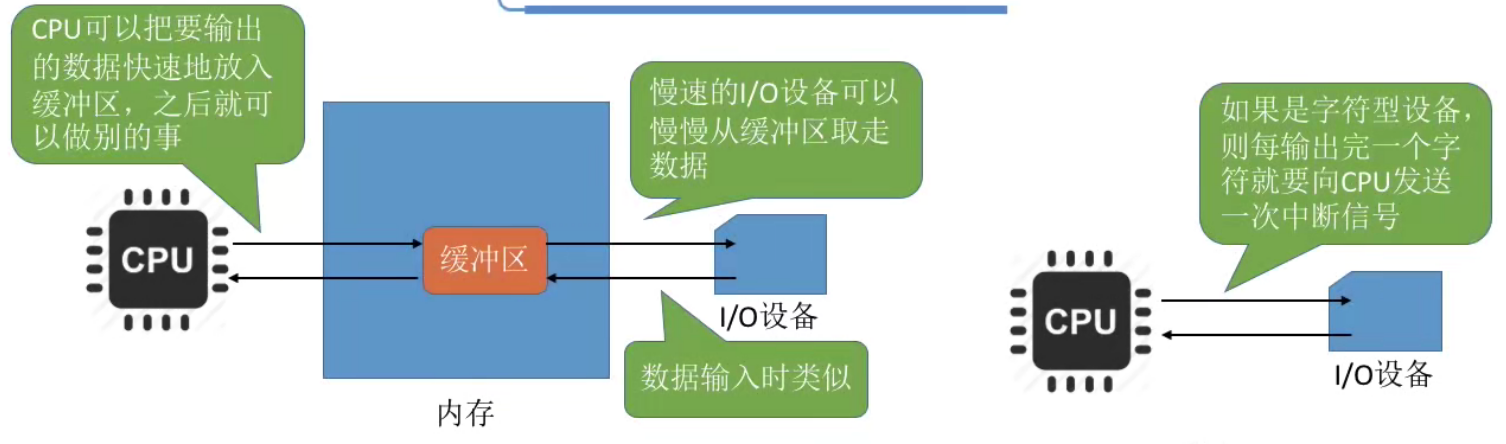 CPU可以把要输出
的数据快速地放入
缓冲区，之后就可
以做别的事
慢速的I/O设备可以
慢慢从缓冲区取走
数据
如果是字符型设备，
则每输出完一个字
符就要向CPU发送
一次中断信号
CPU
缓冲区
I/O设备
数据输入时类似
内存
CPU
I/O设备